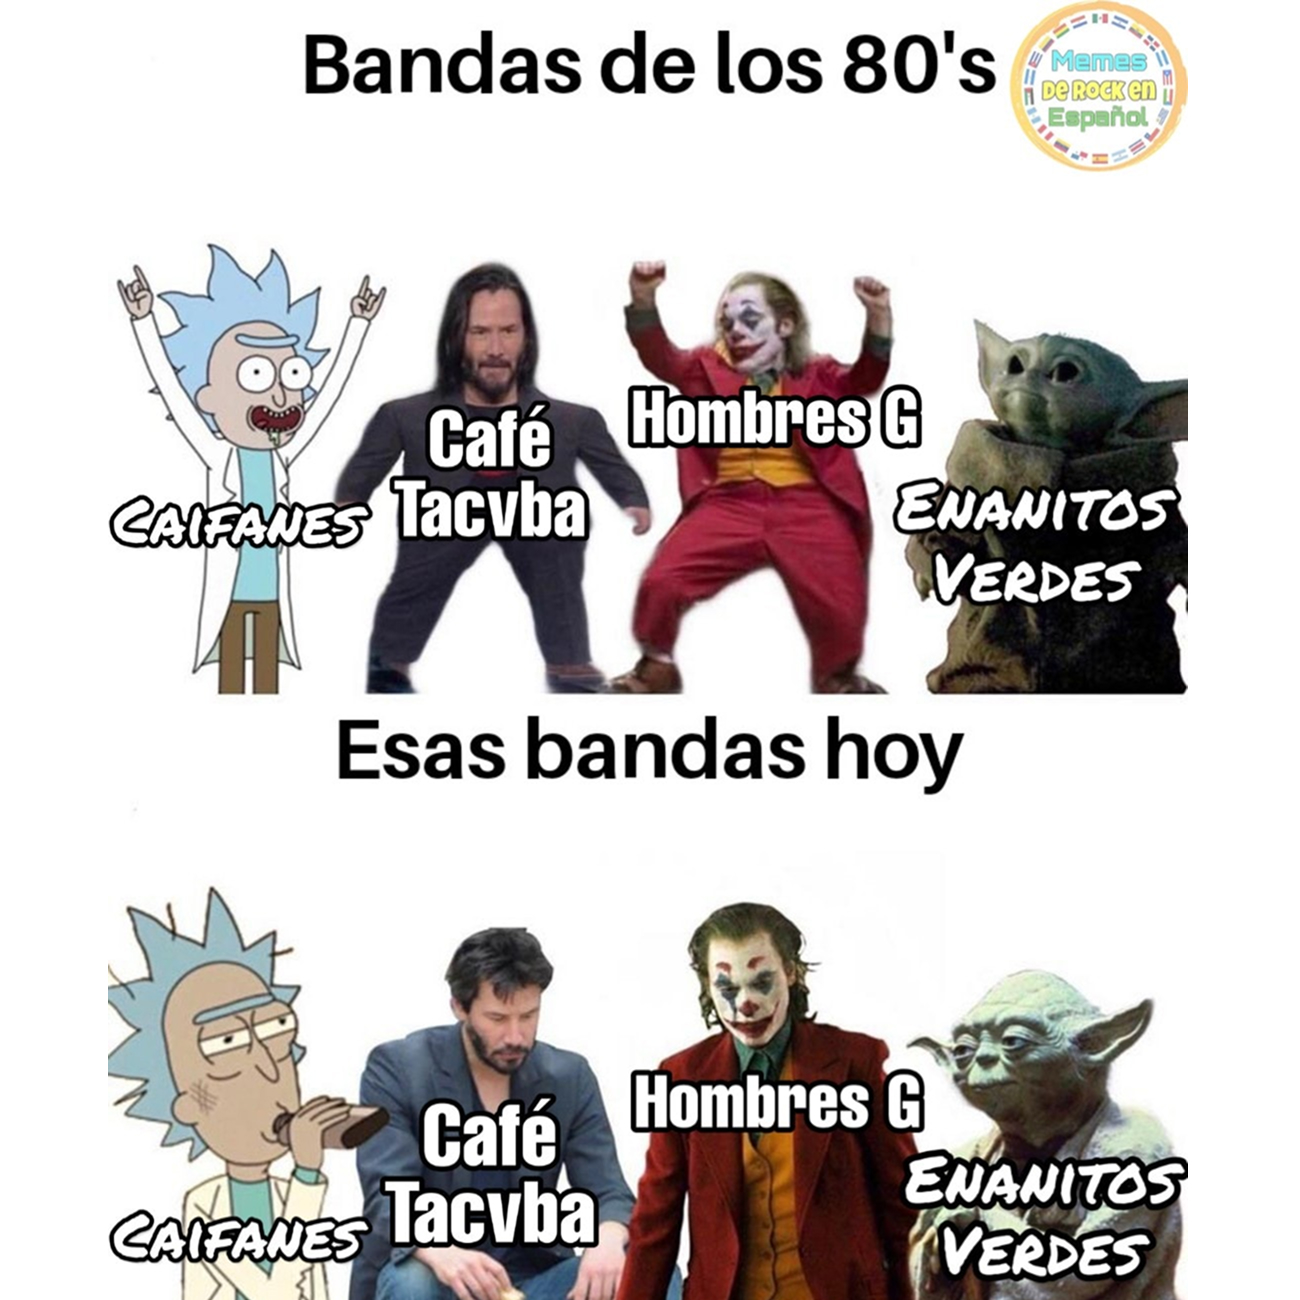 Bandas de los 80's
Memes
De Rock en
Español
Caifanes
Café
Tacvba
Hombres G
Enanitos
Verdes
Esas bandas hoy
Caifanes
Café
Tacvba
Hombres G
Enanitos
Verdes